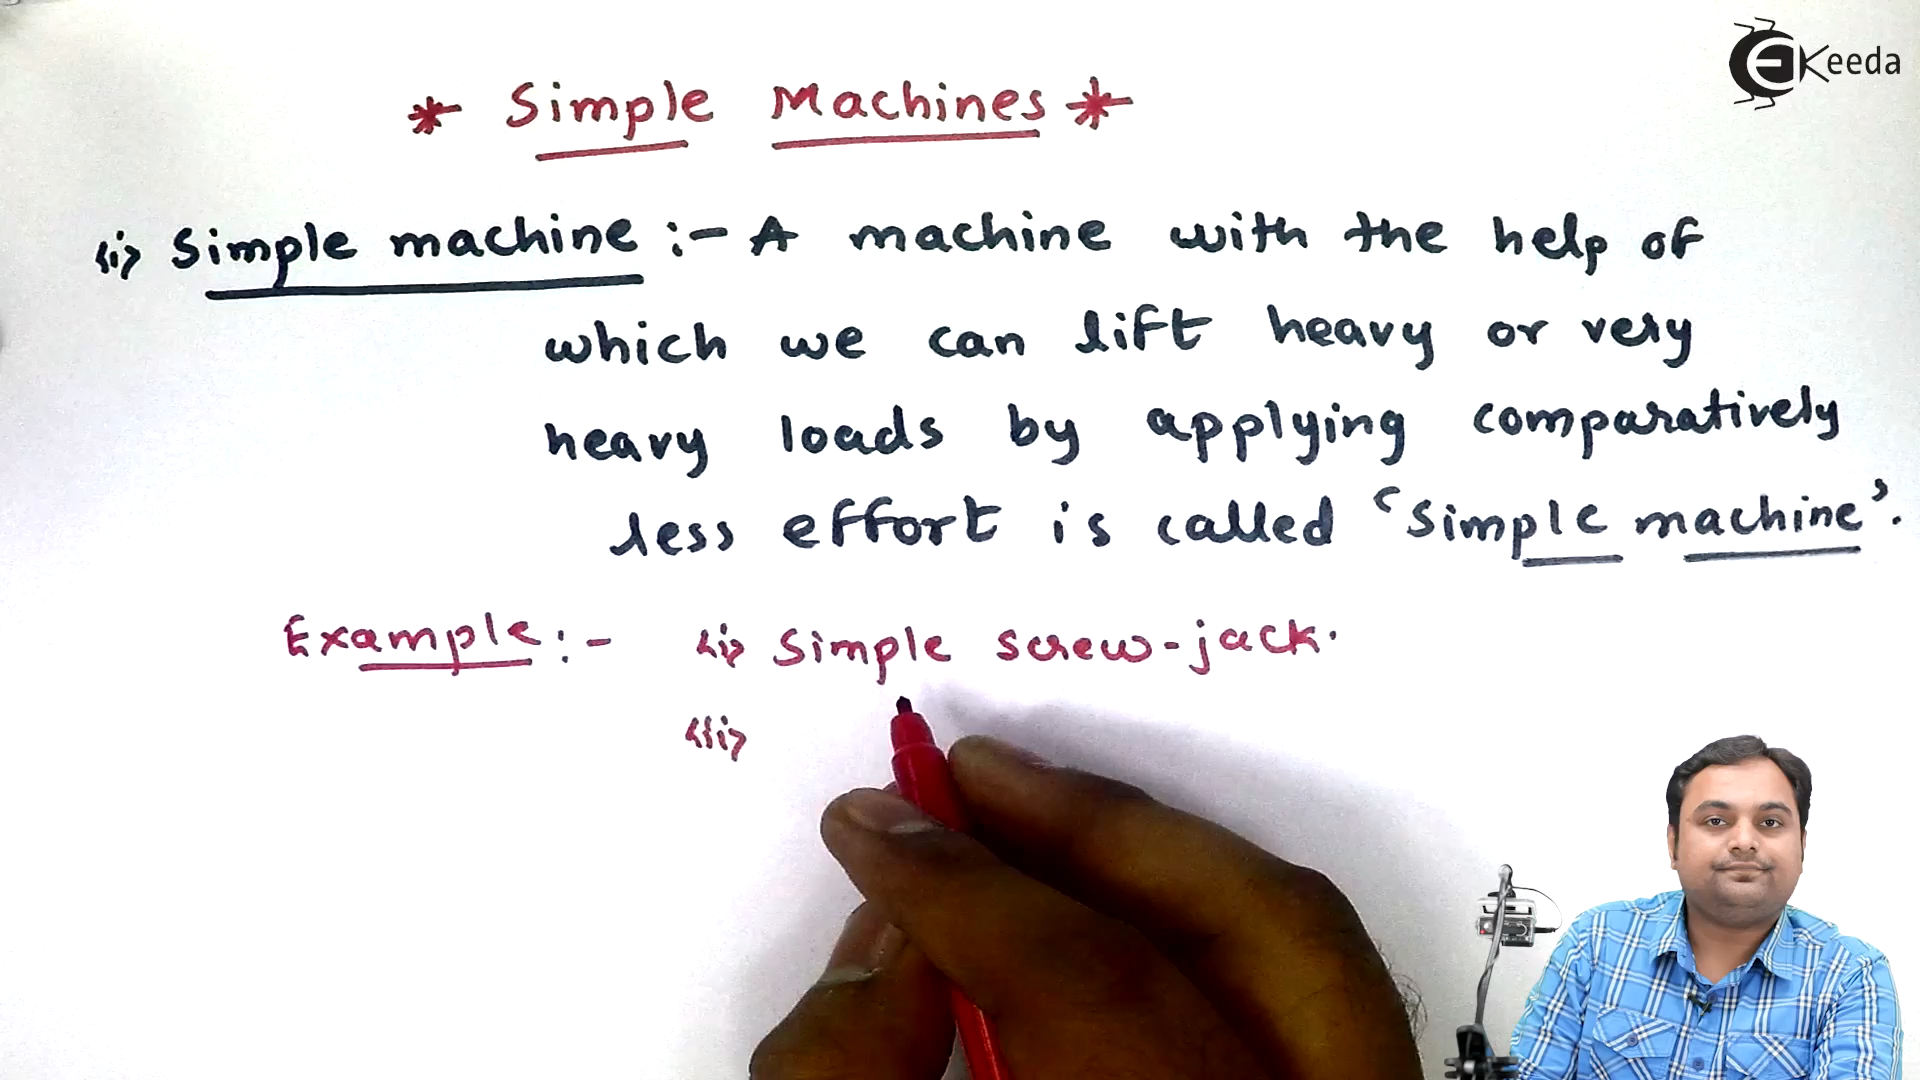 Ekeeda
* Simple Machines *
<i> Simple machine :- A machine with the help of
which we can lift heavy or very
heavy loads by applying comparatively
less effort is called 'Simple machine'.
Example :- <i> Simple screw-jack.
<ii>